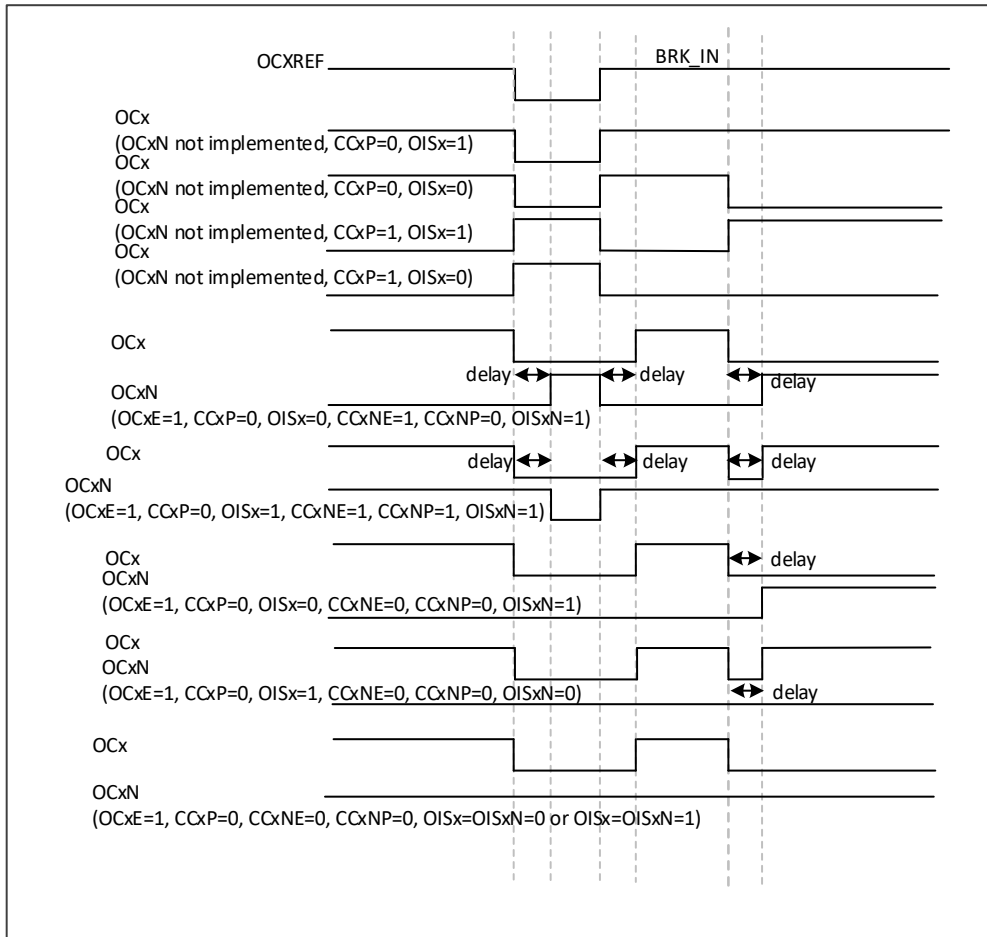 OCXREF
BRK_IN
OCx
(OCxN not implemented, CCxP=0, OISx=1)
OCx
(OCxN not implemented, CCxP=0, OISx=0)
OCx
(OCxN not implemented, CCxP=1, OISx=1)
OCx
(OCxN not implemented, CCxP=1, OISx=0)
OCx
delay delay delay
OCxN
(OCxE=1, CCxP=0, OISx=0, CCxNE=1, CCxNP=0, OISxN=1)
OCx
delay delay delay
OCxN
(OCxE=1, CCxP=0, OISx=1, CCxNE=1, CCxNP=1, OISxN=1)
OCx
delay
OCxN
(OCxE=1, CCxP=0, OISx=0, CCxNE=0, CCxNP=0, OISxN=1)
OCx
OCxN
(OCxE=1, CCxP=0, OISx=1, CCxNE=0, CCxNP=0, OISxN=0)
delay
OCx
OCxN
(OCxE=1, CCxP=0, CCxNE=0, CCxNP=0, OISx=OISxN=0 or OISx=OISxN=1)